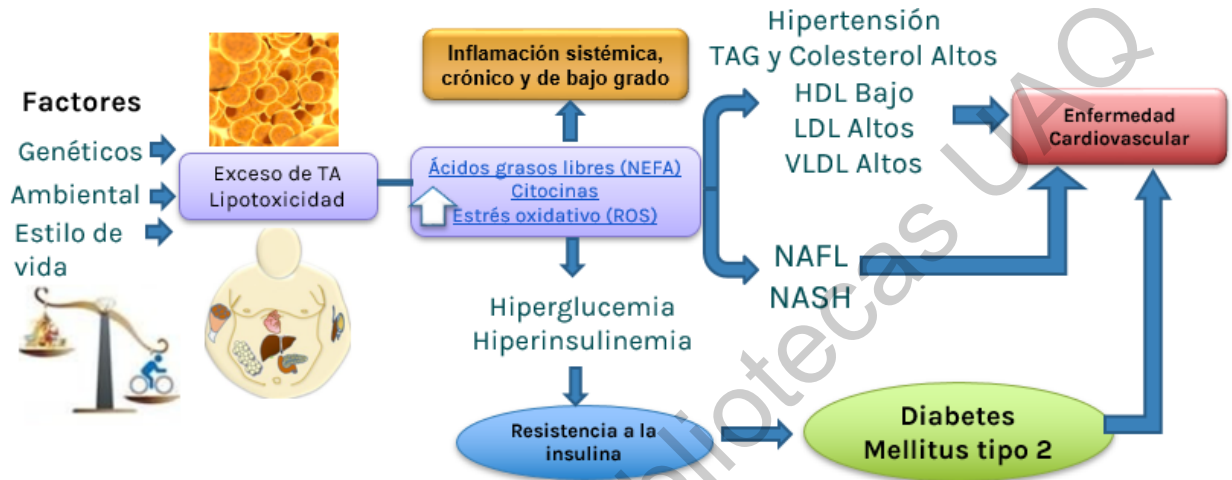 Factores
Genéticos
Ambiental
Estilo de
vida
Exceso de TA
Lipotoxicidad
Inflamación sistémica,
crónico y de bajo grado
Ácidos grasos libres (NEFA)
Citocinas
Estrés oxidativo (ROS)
Hiperglucemia
Hiperinsulinemia
Resistencia a la
insulina
Hipertensión
TAG y Colesterol Altos
HDL Bajo
LDL Altos
VLDL Altos
NAFL
NASH
Enfermedad
Cardiovascular
Diabetes
Mellitus tipo 2
bliotecas UAQ